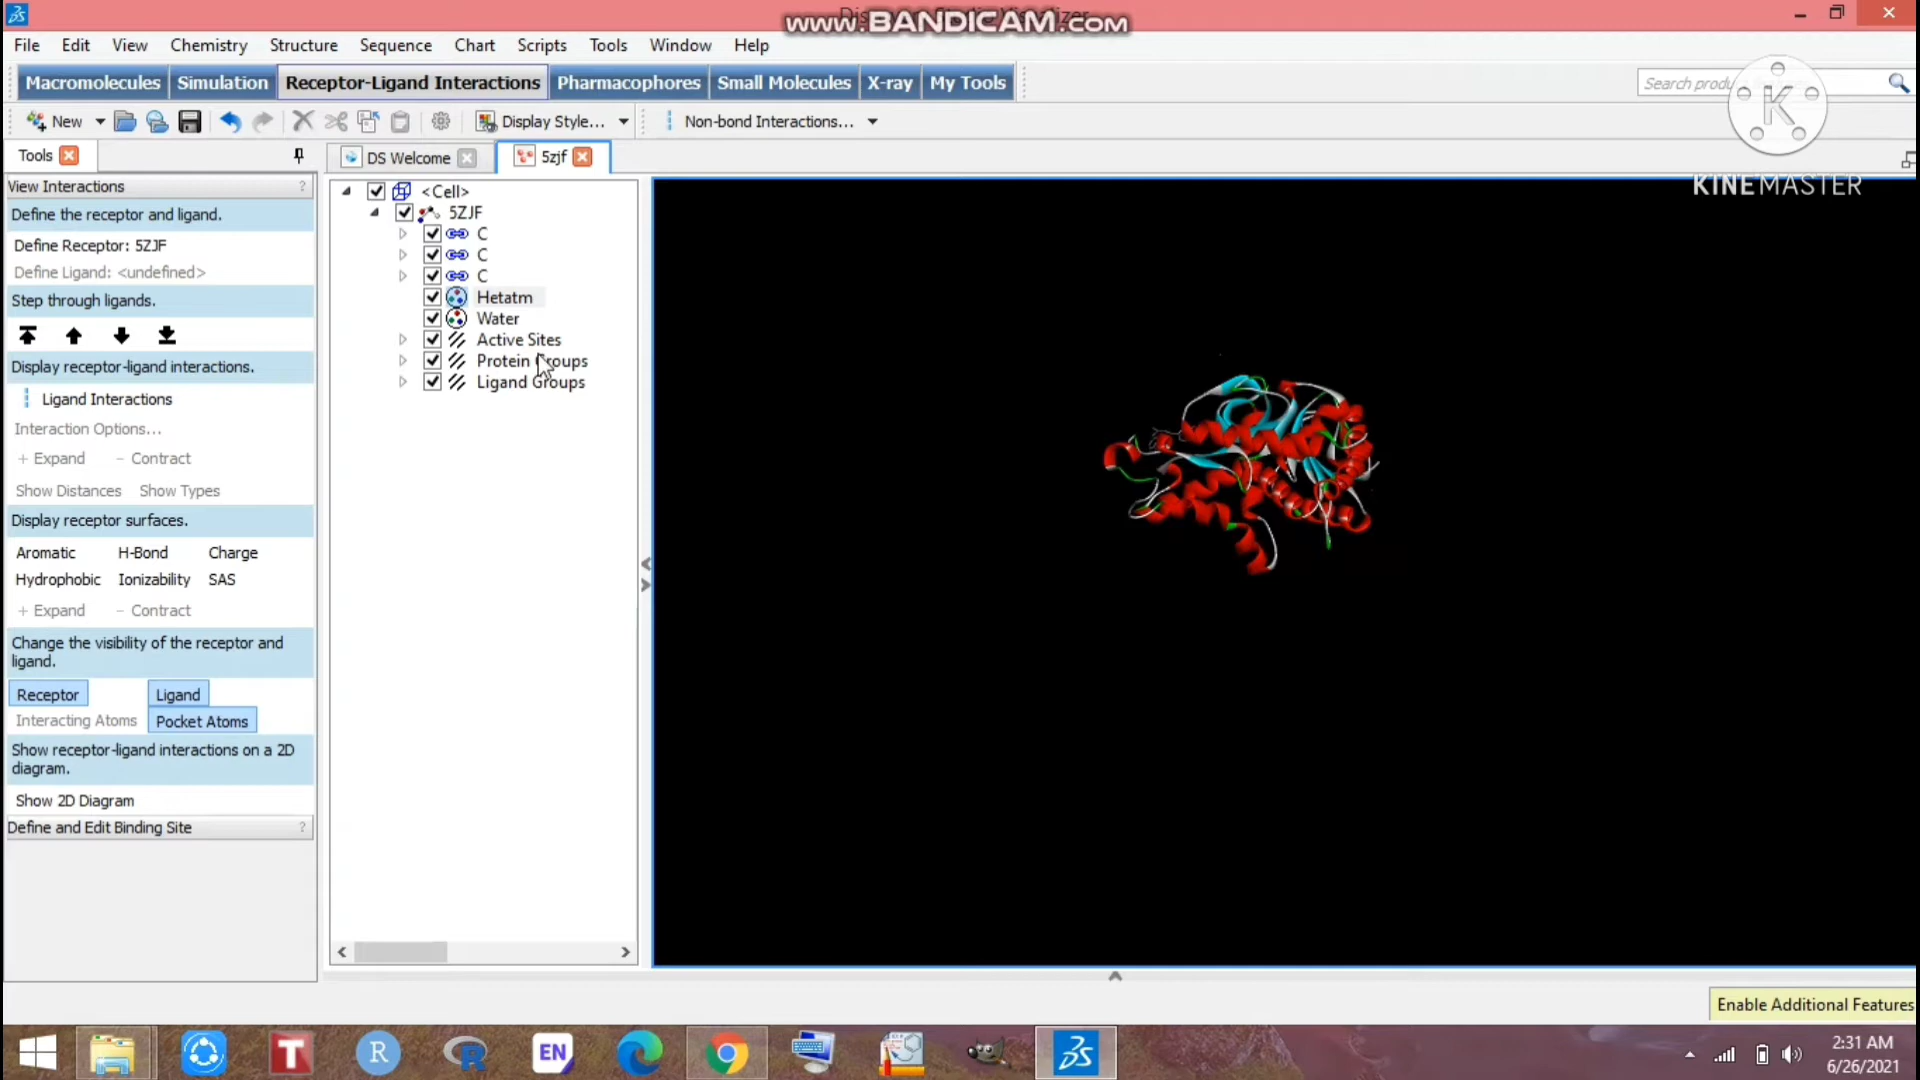 www.BANDICAM.com
File Edit View Chemistry Structure Sequence Chart Scripts Tools Window Help
Macromolecules Simulation Receptor-Ligand Interactions Pharmacophores Small Molecules X-ray My Tools
Search
New Display Style... Non-bond Interactions...
K
KINEMASTER
Tools
DS Welcome 5zjf
View Interactions ?
Define the receptor and ligand.
Define Receptor: 5ZJF
Define Ligand: <undefined>
Step through ligands.
Display receptor-ligand interactions.
Ligand Interactions
Interaction Options...
+ Expand - Contract
Show Distances Show Types
Display receptor surfaces.
Aromatic H-Bond Charge
Hydrophobic Ionizability SAS
+ Expand - Contract
Change the visibility of the receptor and
ligand.
Receptor Ligand
Interacting Atoms Pocket Atoms
Show receptor-ligand interactions on a 2D
diagram.
Show 2D Diagram
Define and Edit Binding Site ?
<Cell>
5ZJF
C
C
C
Hetatm
Water
Active Sites
Protein Groups
Ligand Groups
Enable Additional Features
T R R EN
2:31 AM
6/26/2021